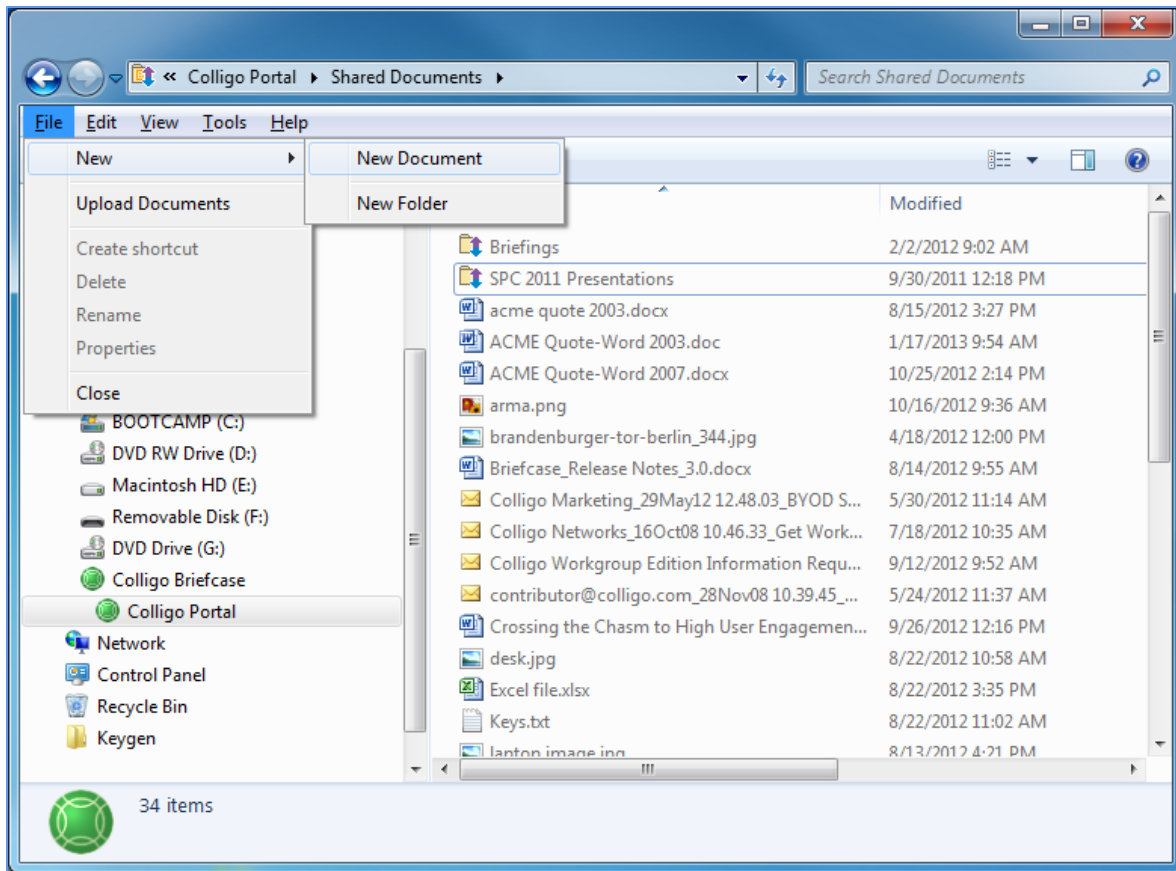 « Colligo Portal Shared Documents
Search Shared Documents
File Edit View Tools Help
New
New Document
Upload Documents
New Folder
Create shortcut
Delete
Rename
Properties
Close
Modified
Briefings 2/2/2012 9:02 AM
SPC 2011 Presentations 9/30/2011 12:18 PM
acme quote 2003.docx 8/15/2012 3:27 PM
ACME Quote-Word 2003.doc 1/17/2013 9:54 AM
ACME Quote-Word 2007.docx 10/25/2012 2:14 PM
arma.png 10/16/2012 9:36 AM
brandenburger-tor-berlin_344.jpg 4/18/2012 12:00 PM
Briefcase_Release Notes_3.0.docx 8/14/2012 9:55 AM
Colligo Marketing_29May12 12.48.03_BYOD S... 5/30/2012 11:14 AM
Colligo Networks_16Oct08 10.46.33_Get Work... 7/18/2012 10:35 AM
Colligo Workgroup Edition Information Requ... 9/12/2012 9:52 AM
contributor@colligo.com_28Nov08 10.39.45_... 5/24/2012 11:37 AM
Crossing the Chasm to High User Engagemen... 9/26/2012 12:16 PM
desk.jpg 8/22/2012 10:58 AM
Excel file.xlsx 8/22/2012 3:35 PM
Keys.txt 8/22/2012 11:02 AM
image 8/13/2012 4:21 PM
BOOTCAMP (C:)
DVD RW Drive (D:)
Macintosh HD (E:)
Removable Disk (F:)
DVD Drive (G:)
Colligo Briefcase
Colligo Portal
Network
Control Panel
Recycle Bin
Keygen
34 items